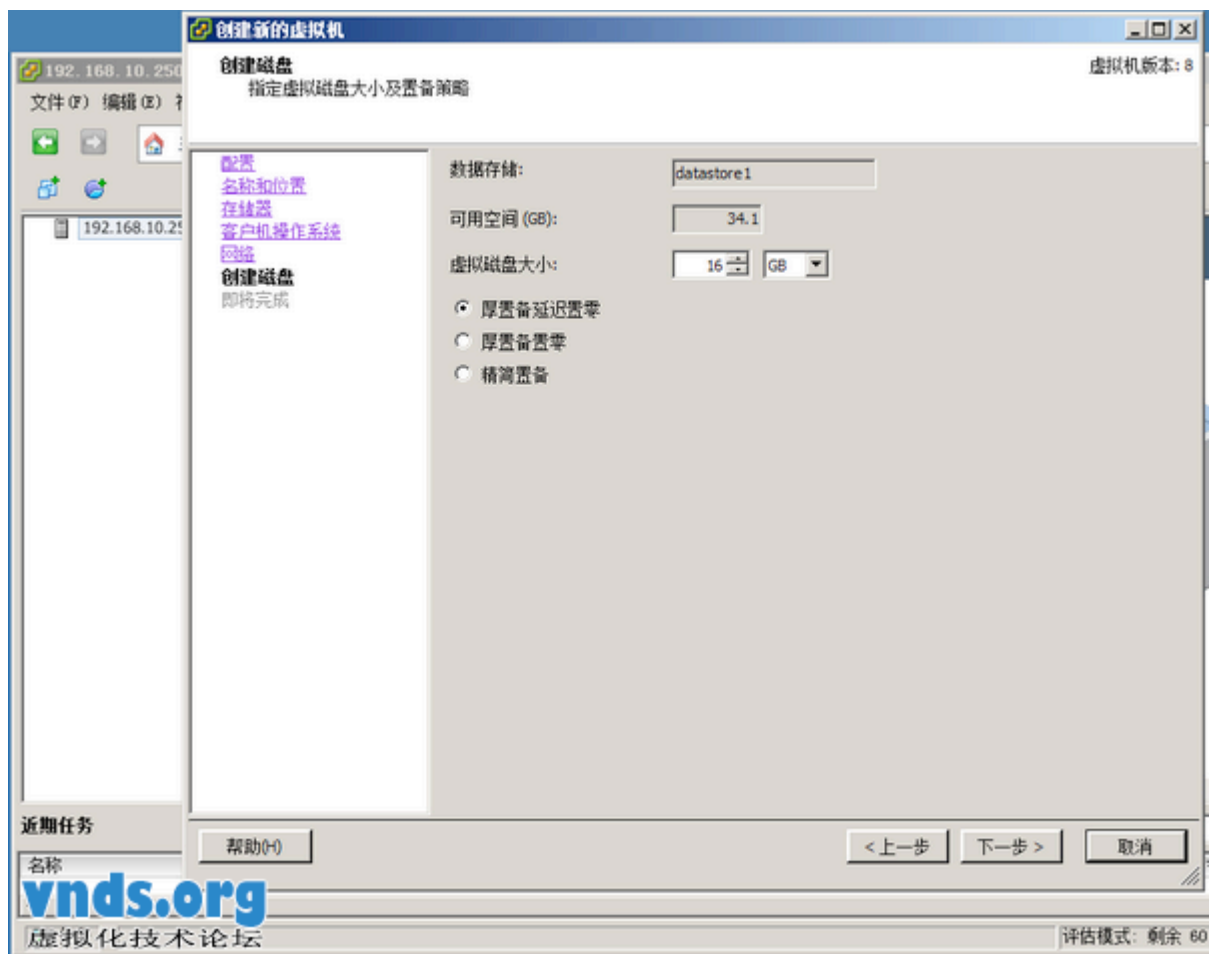 创建新的虚拟机
192.168.10.250
文件(F) 编辑(E)
创建磁盘
指定虚拟磁盘大小及置备策略
虚拟机版本: 8
192.168.10.25
配置
名称和位置
存储器
客户机操作系统
网络
创建磁盘
即将完成
数据存储:
datastore1
可用空间(GB):
34.1
虚拟磁盘大小:
16
GB
厚置备延迟置零
厚置备置零
精简置备
近期任务
名称
帮助(H)
<上一步
下一步 >
取消
vnds.org
虚拟化技术论坛
评估模式: 剩余 60